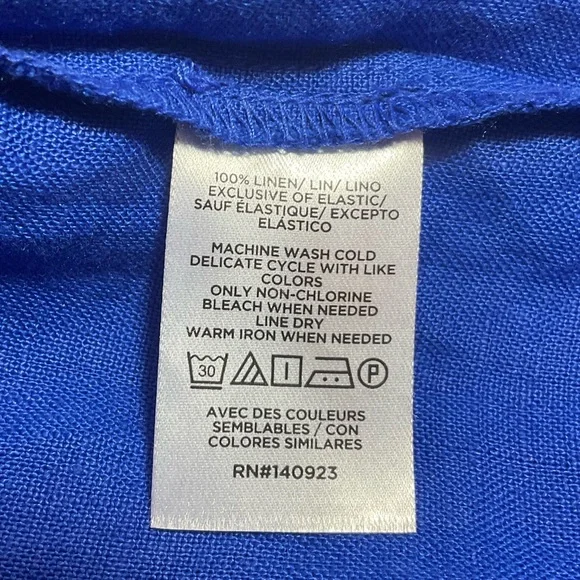 100% LINEN/ LIN/ LINO
EXCLUSIVE OF ELASTIC/
SAUF ÉLASTIQUE/ EXCEPTO
ELÁSTICO
MACHINE WASH COLD
DELICATE CYCLE WITH LIKE
COLORS
ONLY NON-CHLORINE
BLEACH WHEN NEEDED
LINE DRY
WARM IRON WHEN NEEDED
30 P
AVEC DES COULEURS
SEMBLABLES / CON
COLORES SIMILARES
RN#140923